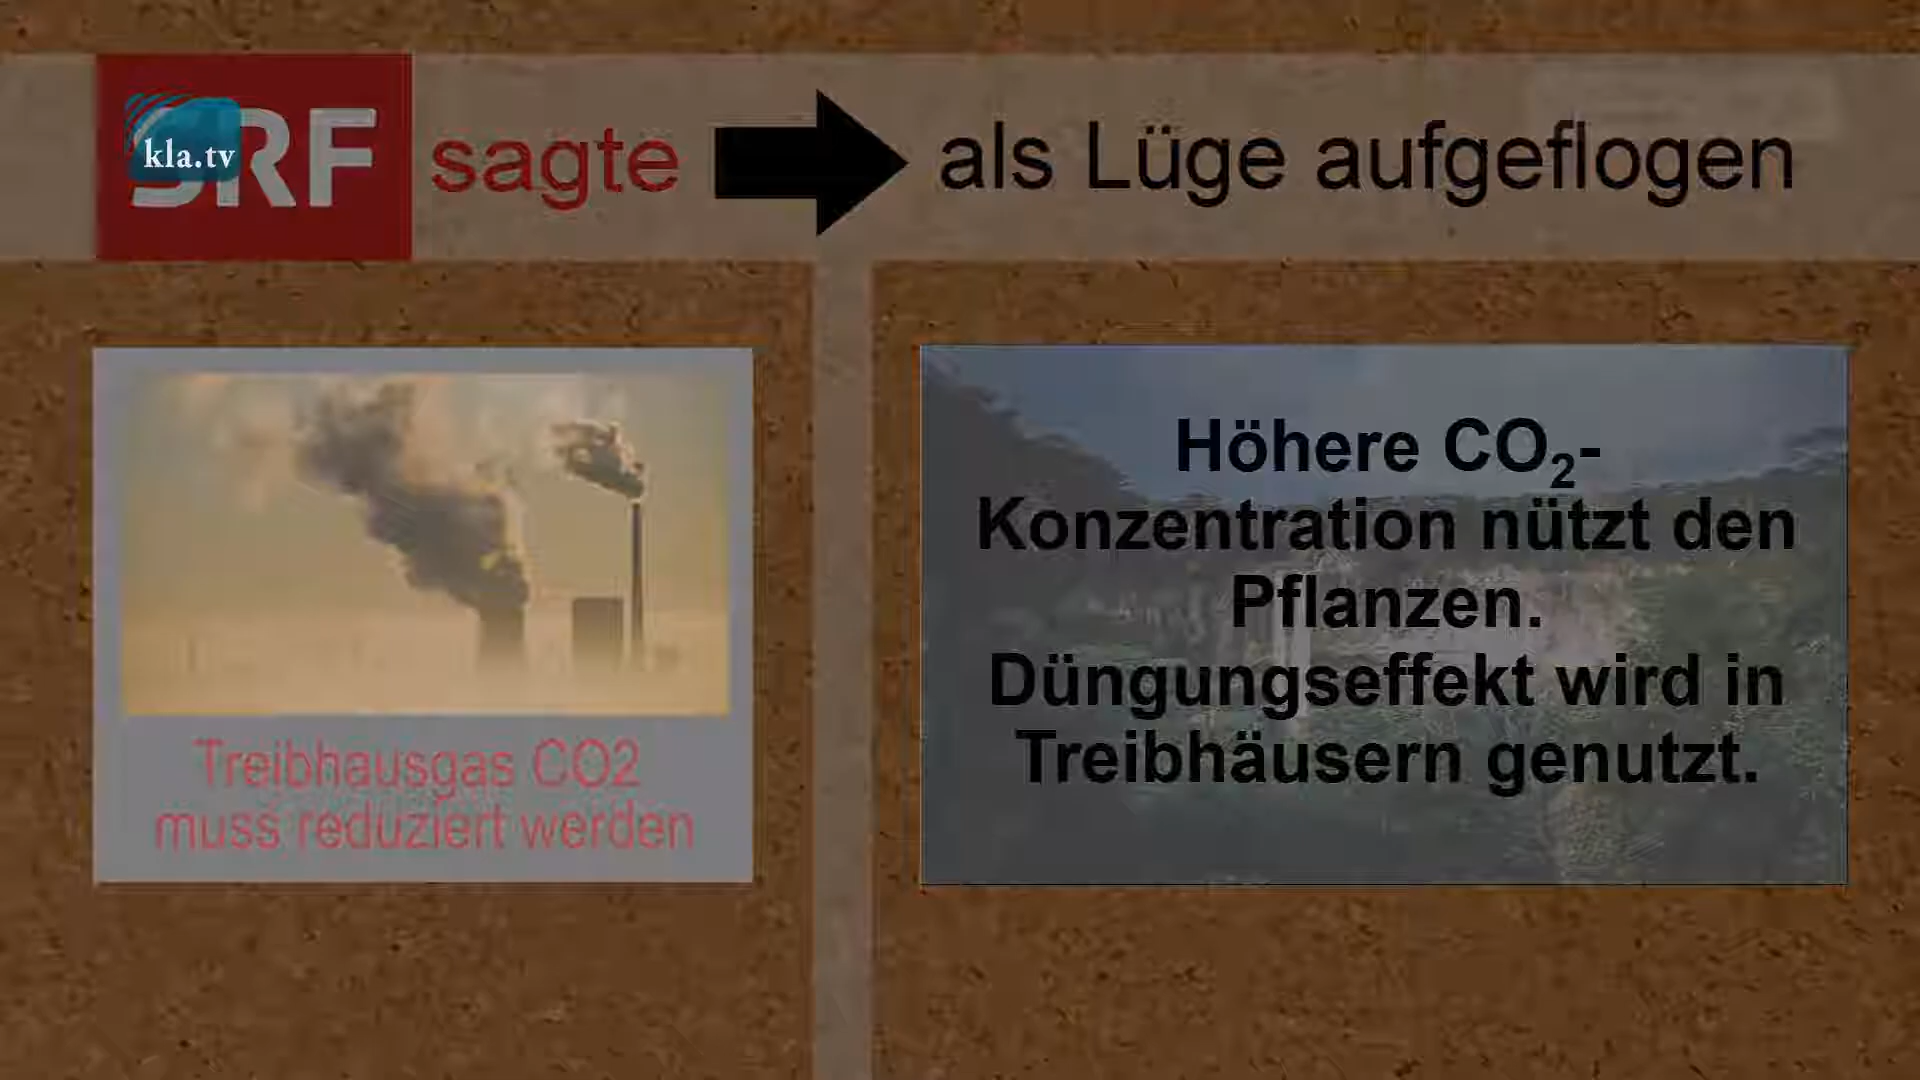 kla.tv
SRF sagte
als Lüge aufgeflogen
Treibhausgas CO2
muss reduziert werden
Höhere CO₂-
Konzentration nützt den
Pflanzen.
Düngungseffekt wird in
Treibhäusern genutzt.